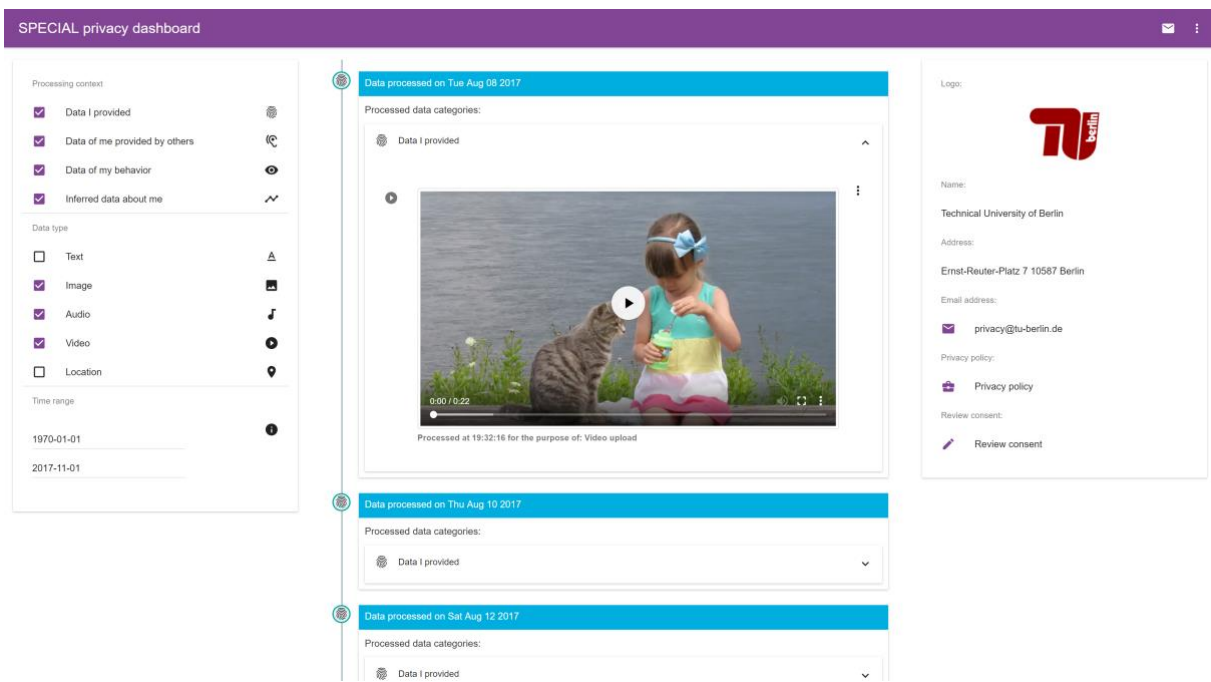 SPECIAL privacy dashboard
Processing context
Data I provided
Data of me provided by others
Data of my behavior
Inferred data about me
Data type
Text
A
Image
Audio
Video
Location
Time range
1970-01-01
2017-11-01
Data processed on Tue Aug 08 2017
Processed data categories:
Data I provided
0:00 / 0:22
Processed at 19:32:16 for the purpose of: Video upload
Data processed on Thu Aug 10 2017
Processed data categories:
Data I provided
Data processed on Sat Aug 12 2017
Processed data categories:
Data I provided
Logo:
TU
berlin
Name:
Technical University of Berlin
Address:
Ernst-Reuter-Platz 7 10587 Berlin
Email address:
privacy@tu-berlin.de
Privacy policy:
Privacy policy
Review consent:
Review consent